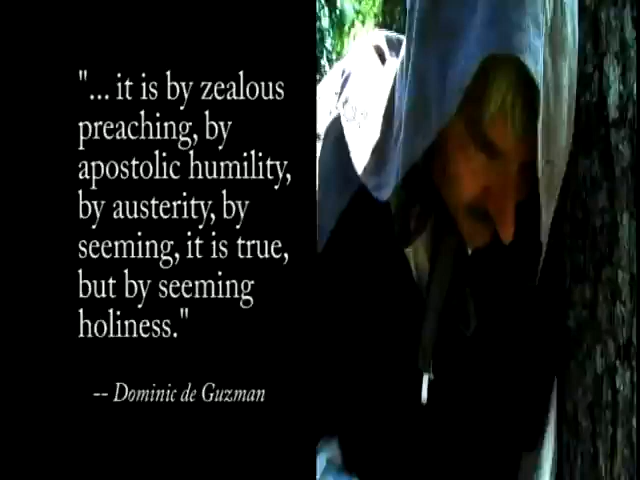 "... it is by zealous
preaching, by
apostolic humility,
by austerity, by
seeming, it is true,
but by seeming
holiness."
-- Dominic de Guzman